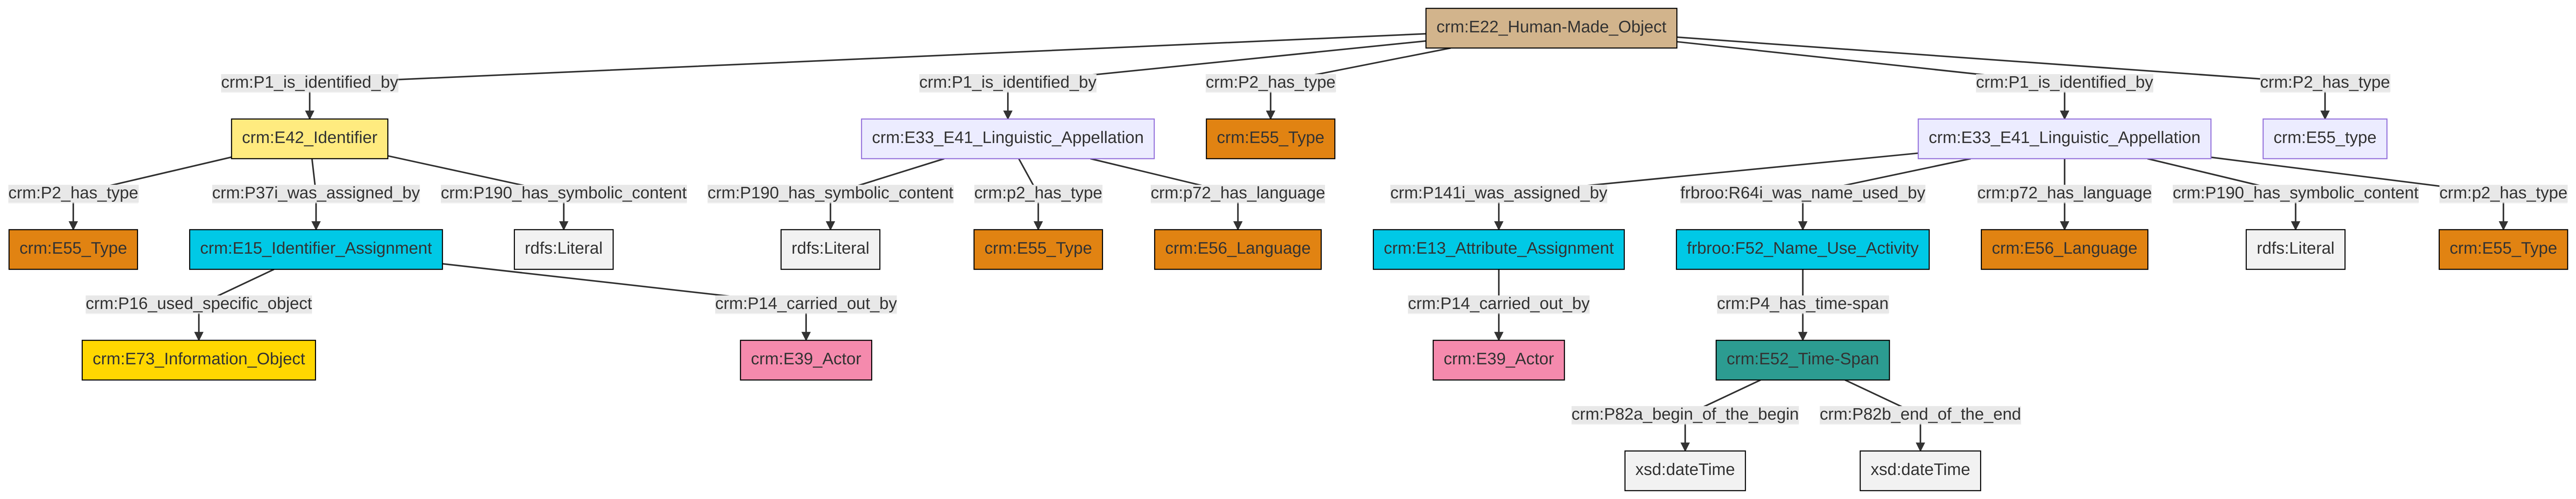 crm:E22_Human-Made_Object
crm:P1_is_identified_by
crm:P1_is_identified_by
crm:P2_has_type
crm:P1_is_identified_by
crm:P2_has_type
crm:E42_Identifier
crm:E33_E41_Linguistic_Appellation
crm:E55_Type
crm:E33_E41_Linguistic_Appellation
crm:E55_type
crm:P2_has_type
crm:P37i_was_assigned_by
crm:P190_has_symbolic_content
crm:P190_has_symbolic_content
crm:p2_has_type
crm:p72_has_language
crm:P141i_was_assigned_by
frbroo:R64i_was_name_used_by
crm:p72_has_language
crm:P190_has_symbolic_content
crm:p2_has_type
crm:E55_Type
crm:E15_Identifier_Assignment
rdfs:Literal
rdfs:Literal
crm:E55_Type
crm:E56_Language
crm:E13_Attribute_Assignment
frbroo:F52_Name_Use_Activity
crm:E56_Language
rdfs:Literal
crm:E55_Type
crm:P16_used_specific_object
crm:P14_carried_out_by
crm:P14_carried_out_by
crm:P4_has_time-span
crm:E73_Information_Object
crm:E39_Actor
crm:E39_Actor
crm:E52_Time-Span
crm:P82a_begin_of_the_begin
crm:P82b_end_of_the_end
xsd:dateTime
xsd:dateTime